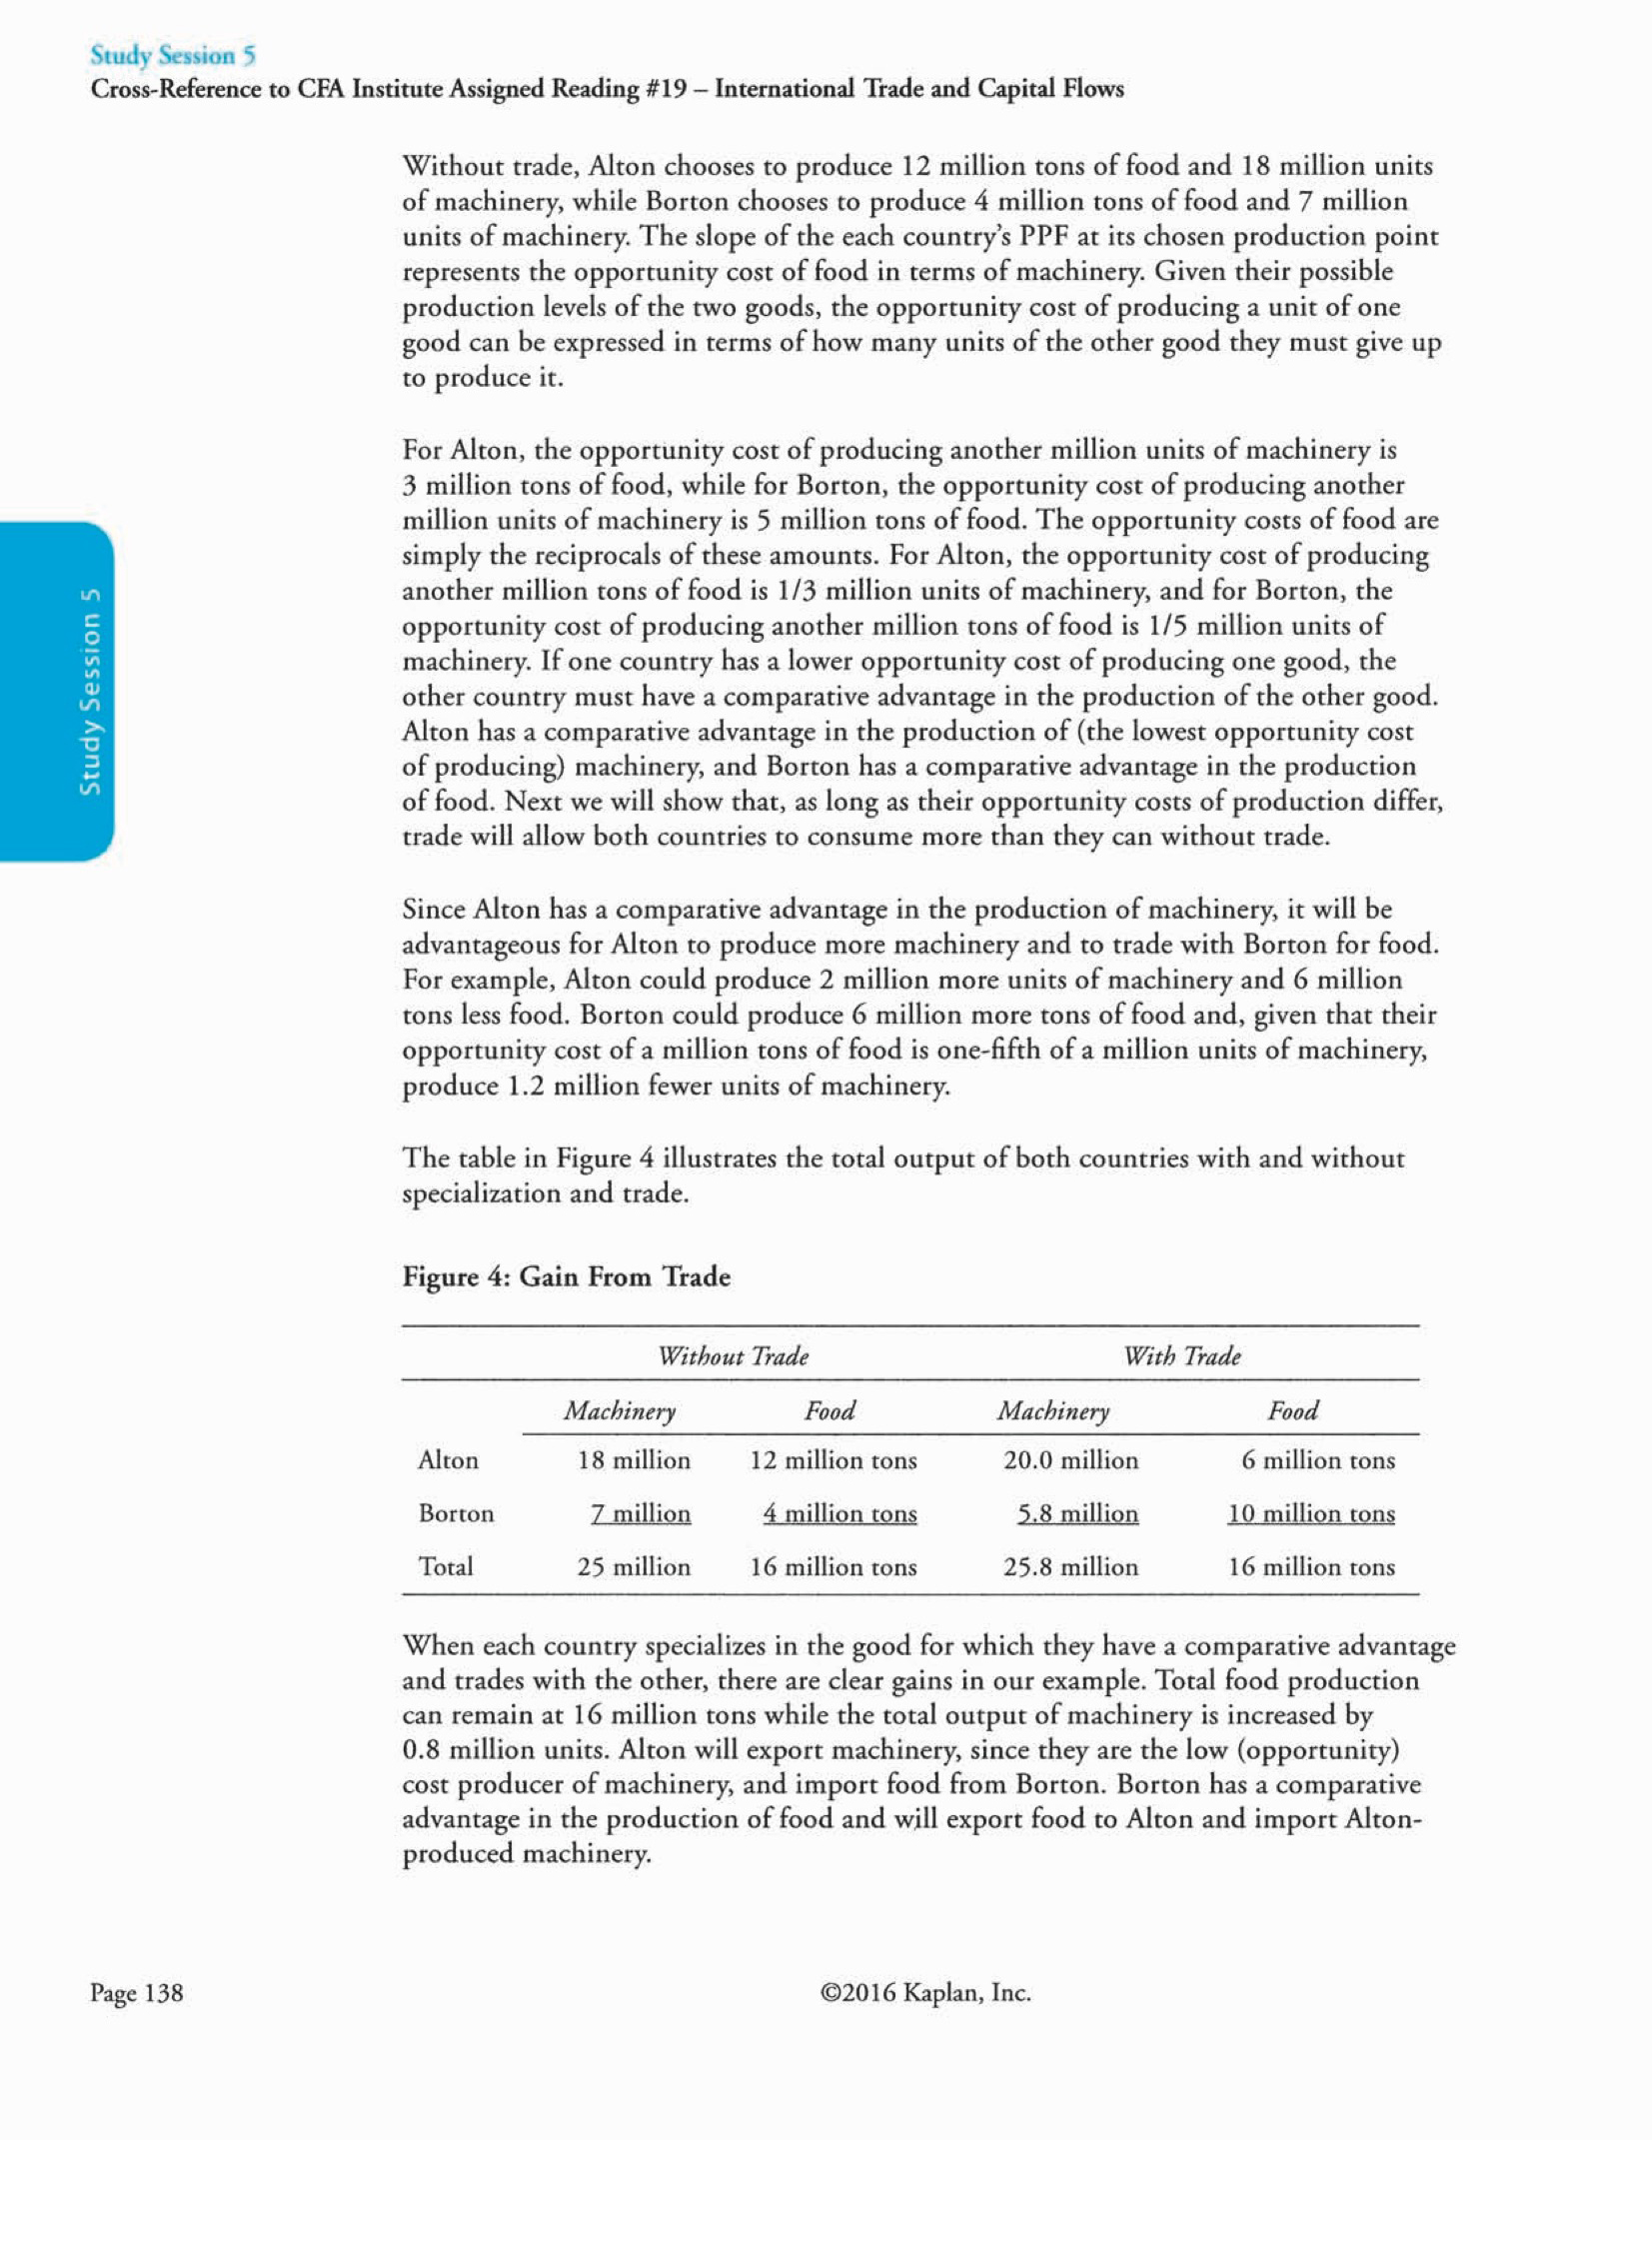 Study Session 5
Cross-Reference to CFA Institute Assigned Reading #19 – International Trade and Capital Flows
Without trade, Alton chooses to produce 12 million tons of food and 18 million units
of machinery, while Borton chooses to produce 4 million tons of food and 7 million
units of machinery. The slope of the each country's PPF at its chosen production point
represents the opportunity cost of food in terms of machinery. Given their possible
production levels of the two goods, the opportunity cost of producing a unit of one
good can be expressed in terms of how many units of the other good they must give up
to produce it.
For Alton, the opportunity cost of producing another million units of machinery is
3 million tons of food, while for Borton, the opportunity cost of producing another
million units of machinery is 5 million tons of food. The opportunity costs of food are
simply the reciprocals of these amounts. For Alton, the opportunity cost of producing
another million tons of food is 1/3 million units of machinery, and for Borton, the
opportunity cost of producing another million tons of food is 1/5 million units of
machinery. If one country has a lower opportunity cost of producing one good, the
other country must have a comparative advantage in the production of the other good.
Alton has a comparative advantage in the production of (the lowest opportunity cost
of producing) machinery, and Borton has a comparative advantage in the production
of food. Next we will show that, as long as their opportunity costs of production differ,
trade will allow both countries to consume more than they can without trade.
Study Session 5
Since Alton has a comparative advantage in the production of machinery, it will be
advantageous for Alton to produce more machinery and to trade with Borton for food.
For example, Alton could produce 2 million more units of machinery and 6 million
tons less food. Borton could produce 6 million more tons of food and, given that their
opportunity cost of a million tons of food is one-fifth of a million units of machinery,
produce 1.2 million fewer units of machinery.
The table in Figure 4 illustrates the total output of both countries with and without
specialization and trade.
Figure 4: Gain From Trade
Without Trade With Trade
Machinery Food Machinery Food
Alton 18 million 12 million tons 20.0 million 6 million tons
Borton 7 million 4 million tons 5.8 million 10 million tons
Total 25 million 16 million tons 25.8 million 16 million tons
When each country specializes in the good for which they have a comparative advantage
and trades with the other, there are clear gains in our example. Total food production
can remain at 16 million tons while the total output of machinery is increased by
0.8 million units. Alton will export machinery, since they are the low (opportunity)
cost producer of machinery, and import food from Borton. Borton has a comparative
advantage in the production of food and will export food to Alton and import Alton-
produced machinery.
Page 138 ©2016 Kaplan, Inc.